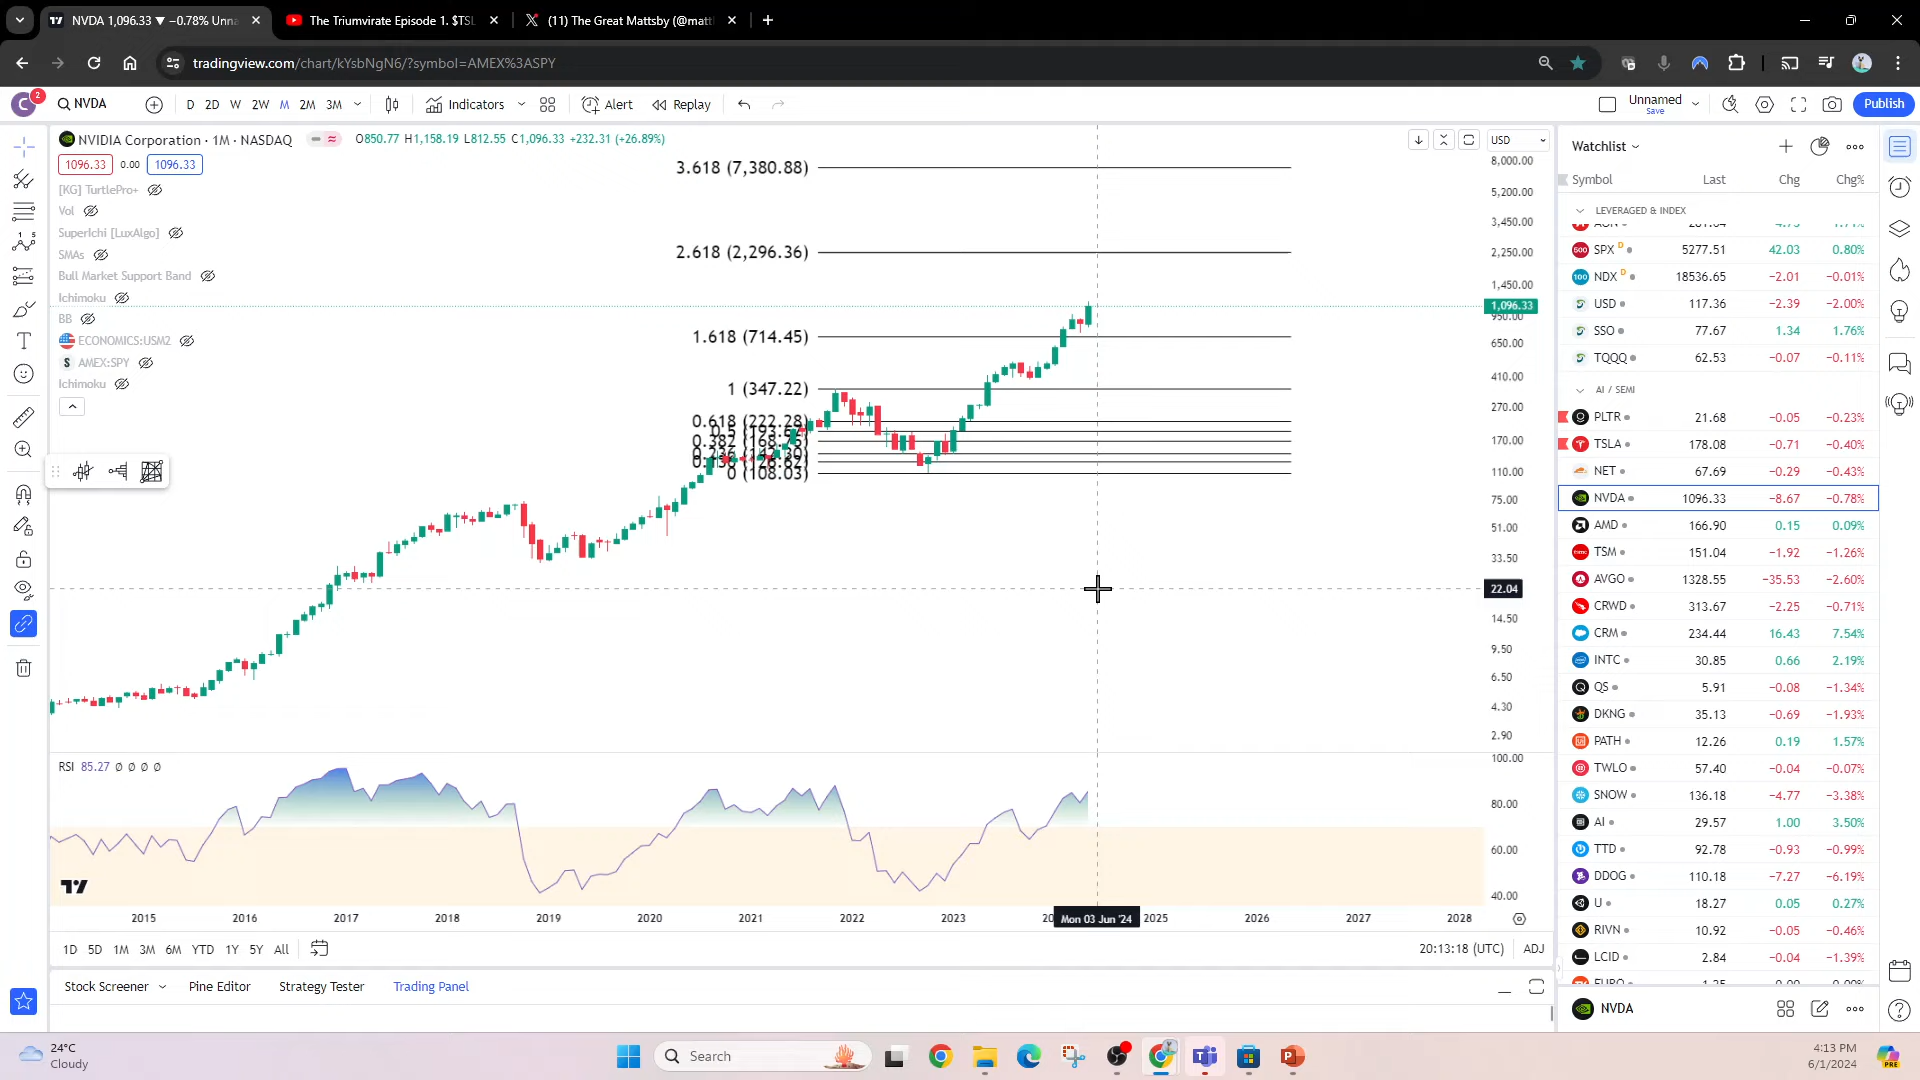 NVDA 1,096.33 ▼ −0.78% Unna
The Triumvirate Episode 1. $TSL
(11) The Great Mattsby (@matt
tradingview.com/chart/kYsbNgN6/?symbol=AMEX%3ASPY
C 2 NVDA D 2D W 2W M 2M 3M Indicators Alert Replay Unnamed Save Publish
NVIDIA Corporation · 1M · NASDAQ O850.77 H1,158.19 L812.55 C1,096.33 +232.31 (+26.89%) USD
1096.33 0.00 1096.33
[KG] TurtlePro+
Vol
SuperIchi [LuxAlgo]
SMAs
Bull Market Support Band
Ichimoku
BB
ECONOMICS:USM2
AMEX:SPY
Ichimoku
3.618 (7,380.88)
2.618 (2,296.36)
1.618 (714.45)
1 (347.22)
0.618 (222.28)
0 (108.03)
8,000.00
5,200.00
3,450.00
2,250.00
1,450.00
1,096.33
950.00
650.00
410.00
270.00
170.00
110.00
75.00
51.00
33.50
22.04
14.50
9.50
6.50
4.30
2.90
RSI 85.27 Ø Ø Ø Ø
100.00
80.00
60.00
40.00
2015 2016 2017 2018 2019 2020 2021 2022 2023 Mon 03 Jun '24 2025 2026 2027 2028
1D 5D 1M 3M 6M YTD 1Y 5Y All 20:13:18 (UTC) ADJ
Stock Screener Pine Editor Strategy Tester Trading Panel
Watchlist
Symbol Last Chg Chg%
LEVERAGED & INDEX
SPX D 5277.51 42.03 0.80%
NDX D 18536.65 −2.01 −0.01%
USD 117.36 −2.39 −2.00%
SSO 77.67 1.34 1.76%
TQQQ 62.53 −0.07 −0.11%
AI / SEMI
PLTR 21.68 −0.05 −0.23%
TSLA 178.08 −0.71 −0.40%
NET 67.69 −0.29 −0.43%
NVDA 1096.33 −8.67 −0.78%
AMD 166.90 0.15 0.09%
TSM 151.04 −1.92 −1.26%
AVGO 1328.55 −35.53 −2.60%
CRWD 313.67 −2.25 −0.71%
CRM 234.44 16.43 7.54%
INTC 30.85 0.66 2.19%
QS 5.91 −0.08 −1.34%
DKNG 35.13 −0.69 −1.93%
PATH 12.26 0.19 1.57%
TWLO 57.40 −0.04 −0.07%
SNOW 136.18 −4.77 −3.38%
AI 29.57 1.00 3.50%
TTD 92.78 −0.93 −0.99%
DDOG 110.18 −7.27 −6.19%
U 18.27 0.05 0.27%
RIVN 10.92 −0.05 −0.46%
LCID 2.84 −0.04 −1.39%
NVDA
24°C
Cloudy
Search
4:13 PM
6/1/2024